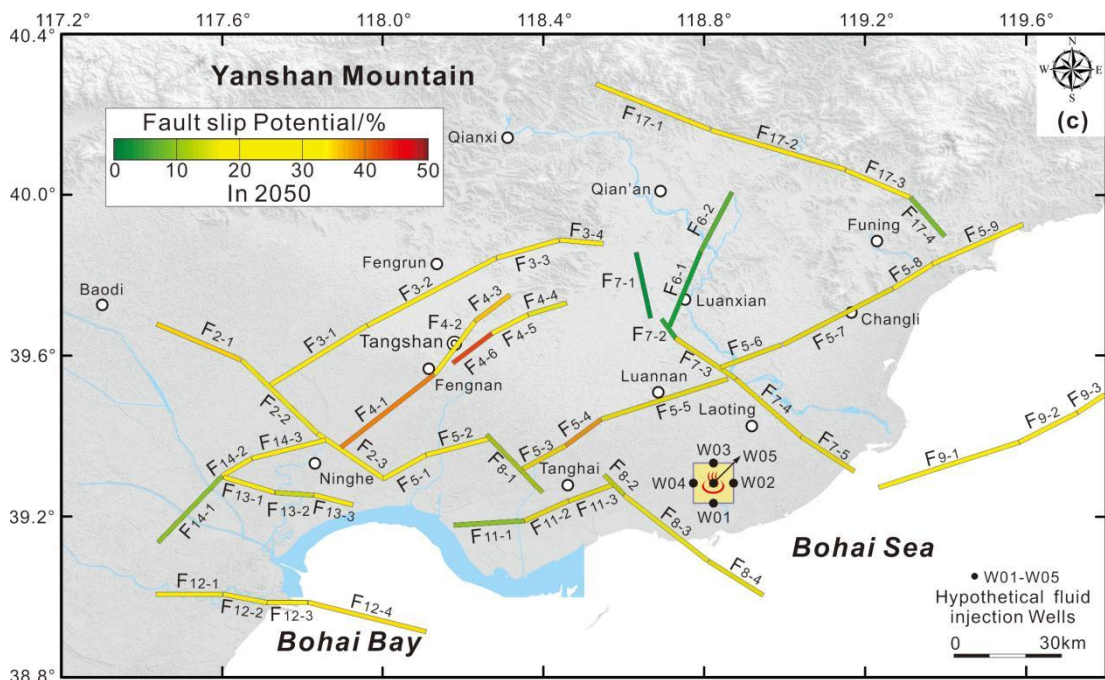 117.2 117.6 118.0 118.4 118.8 119.2 119.6
40.4°
40.0
39.6
39.2
38.8
N
W E
S
(c)
Yanshan Mountain
Fault slip Potential/%
0 10 20 30 40 50
In 2050
Qianxi
Qian'an
Funing
Fengrun
Baodi
Luanxian
Changli
Tangshan
Fengnan
Luannan
Laoting
Ninghe
Tanghai
F17-1
F17-2
F17-3
F17-4
F6-2
F6-1
F5-9
F5-8
F5-7
F5-6
F3-4
F3-3
F3-2
F3-1
F7-1
F7-2
F7-3
F7-4
F7-5
F4-3
F4-4
F4-2
F4-5
F4-6
F4-1
F2-1
F2-2
F2-3
F5-5
F5-4
F5-3
F5-2
F5-1
F8-1
F8-2
F8-3
F8-4
F9-3
F9-2
F9-1
F14-3
F14-2
F14-1
F13-1
F13-2
F13-3
F11-1
F11-2
F11-3
F12-1
F12-2
F12-3
F12-4
W03
W05
W04 W02
W01
Bohai Sea
Bohai Bay
W01-W05
Hypothetical fluid
injection Wells
0 30km